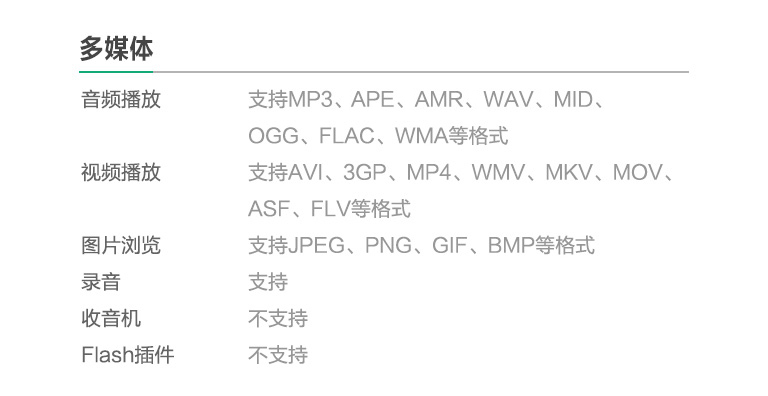 多媒体
音频播放 支持MP3、APE、AMR、WAV、MID、
OGG、FLAC、WMA等格式
视频播放 支持AVI、3GP、MP4、WMV、MKV、MOV、
ASF、FLV等格式
图片浏览 支持JPEG、PNG、GIF、BMP等格式
录音 支持
收音机 不支持
Flash插件 不支持